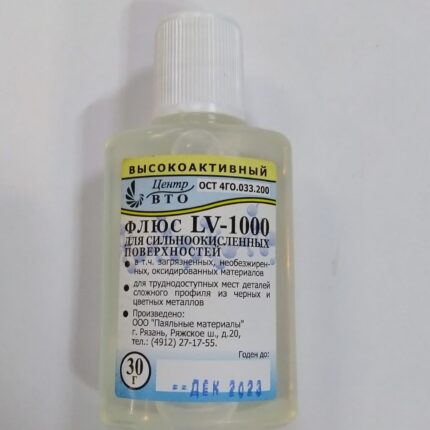 ВЫСОКОАКТИВНЫЙ
Центр
ВТО
ОСТ 4ГО.033.200
ФЛЮС LV-1000
ДЛЯ СИЛЬНООКИСЛЕННЫХ
ПОВЕРХНОСТЕЙ
• в т.ч. загрязненных, необезжирен-
ных, оксидированных материалов
• для труднодоступных мест деталей
сложного профиля из черных и
цветных металлов
• Произведено:
ООО "Паяльные материалы"
г. Рязань, Ряжское ш., д.20,
тел.: (4912) 27-17-55.
Годен до:
30
г
--ДЕК 2023